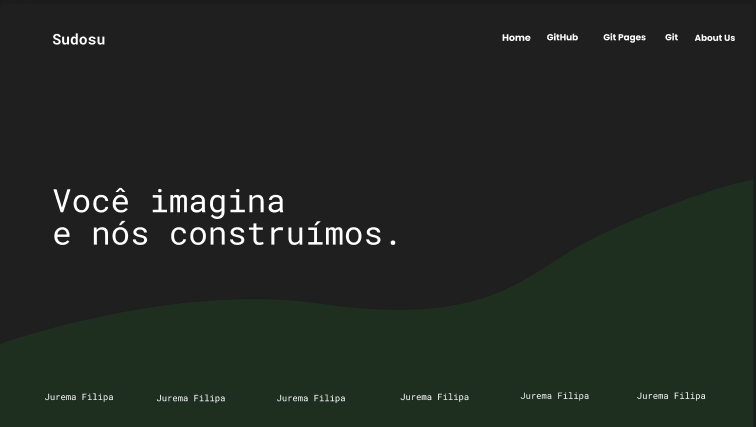 Sudosu
Home GitHub Git Pages Git About Us
Você imagina
e nós construímos.
Jurema Filipa Jurema Filipa Jurema Filipa Jurema Filipa Jurema Filipa Jurema Filipa